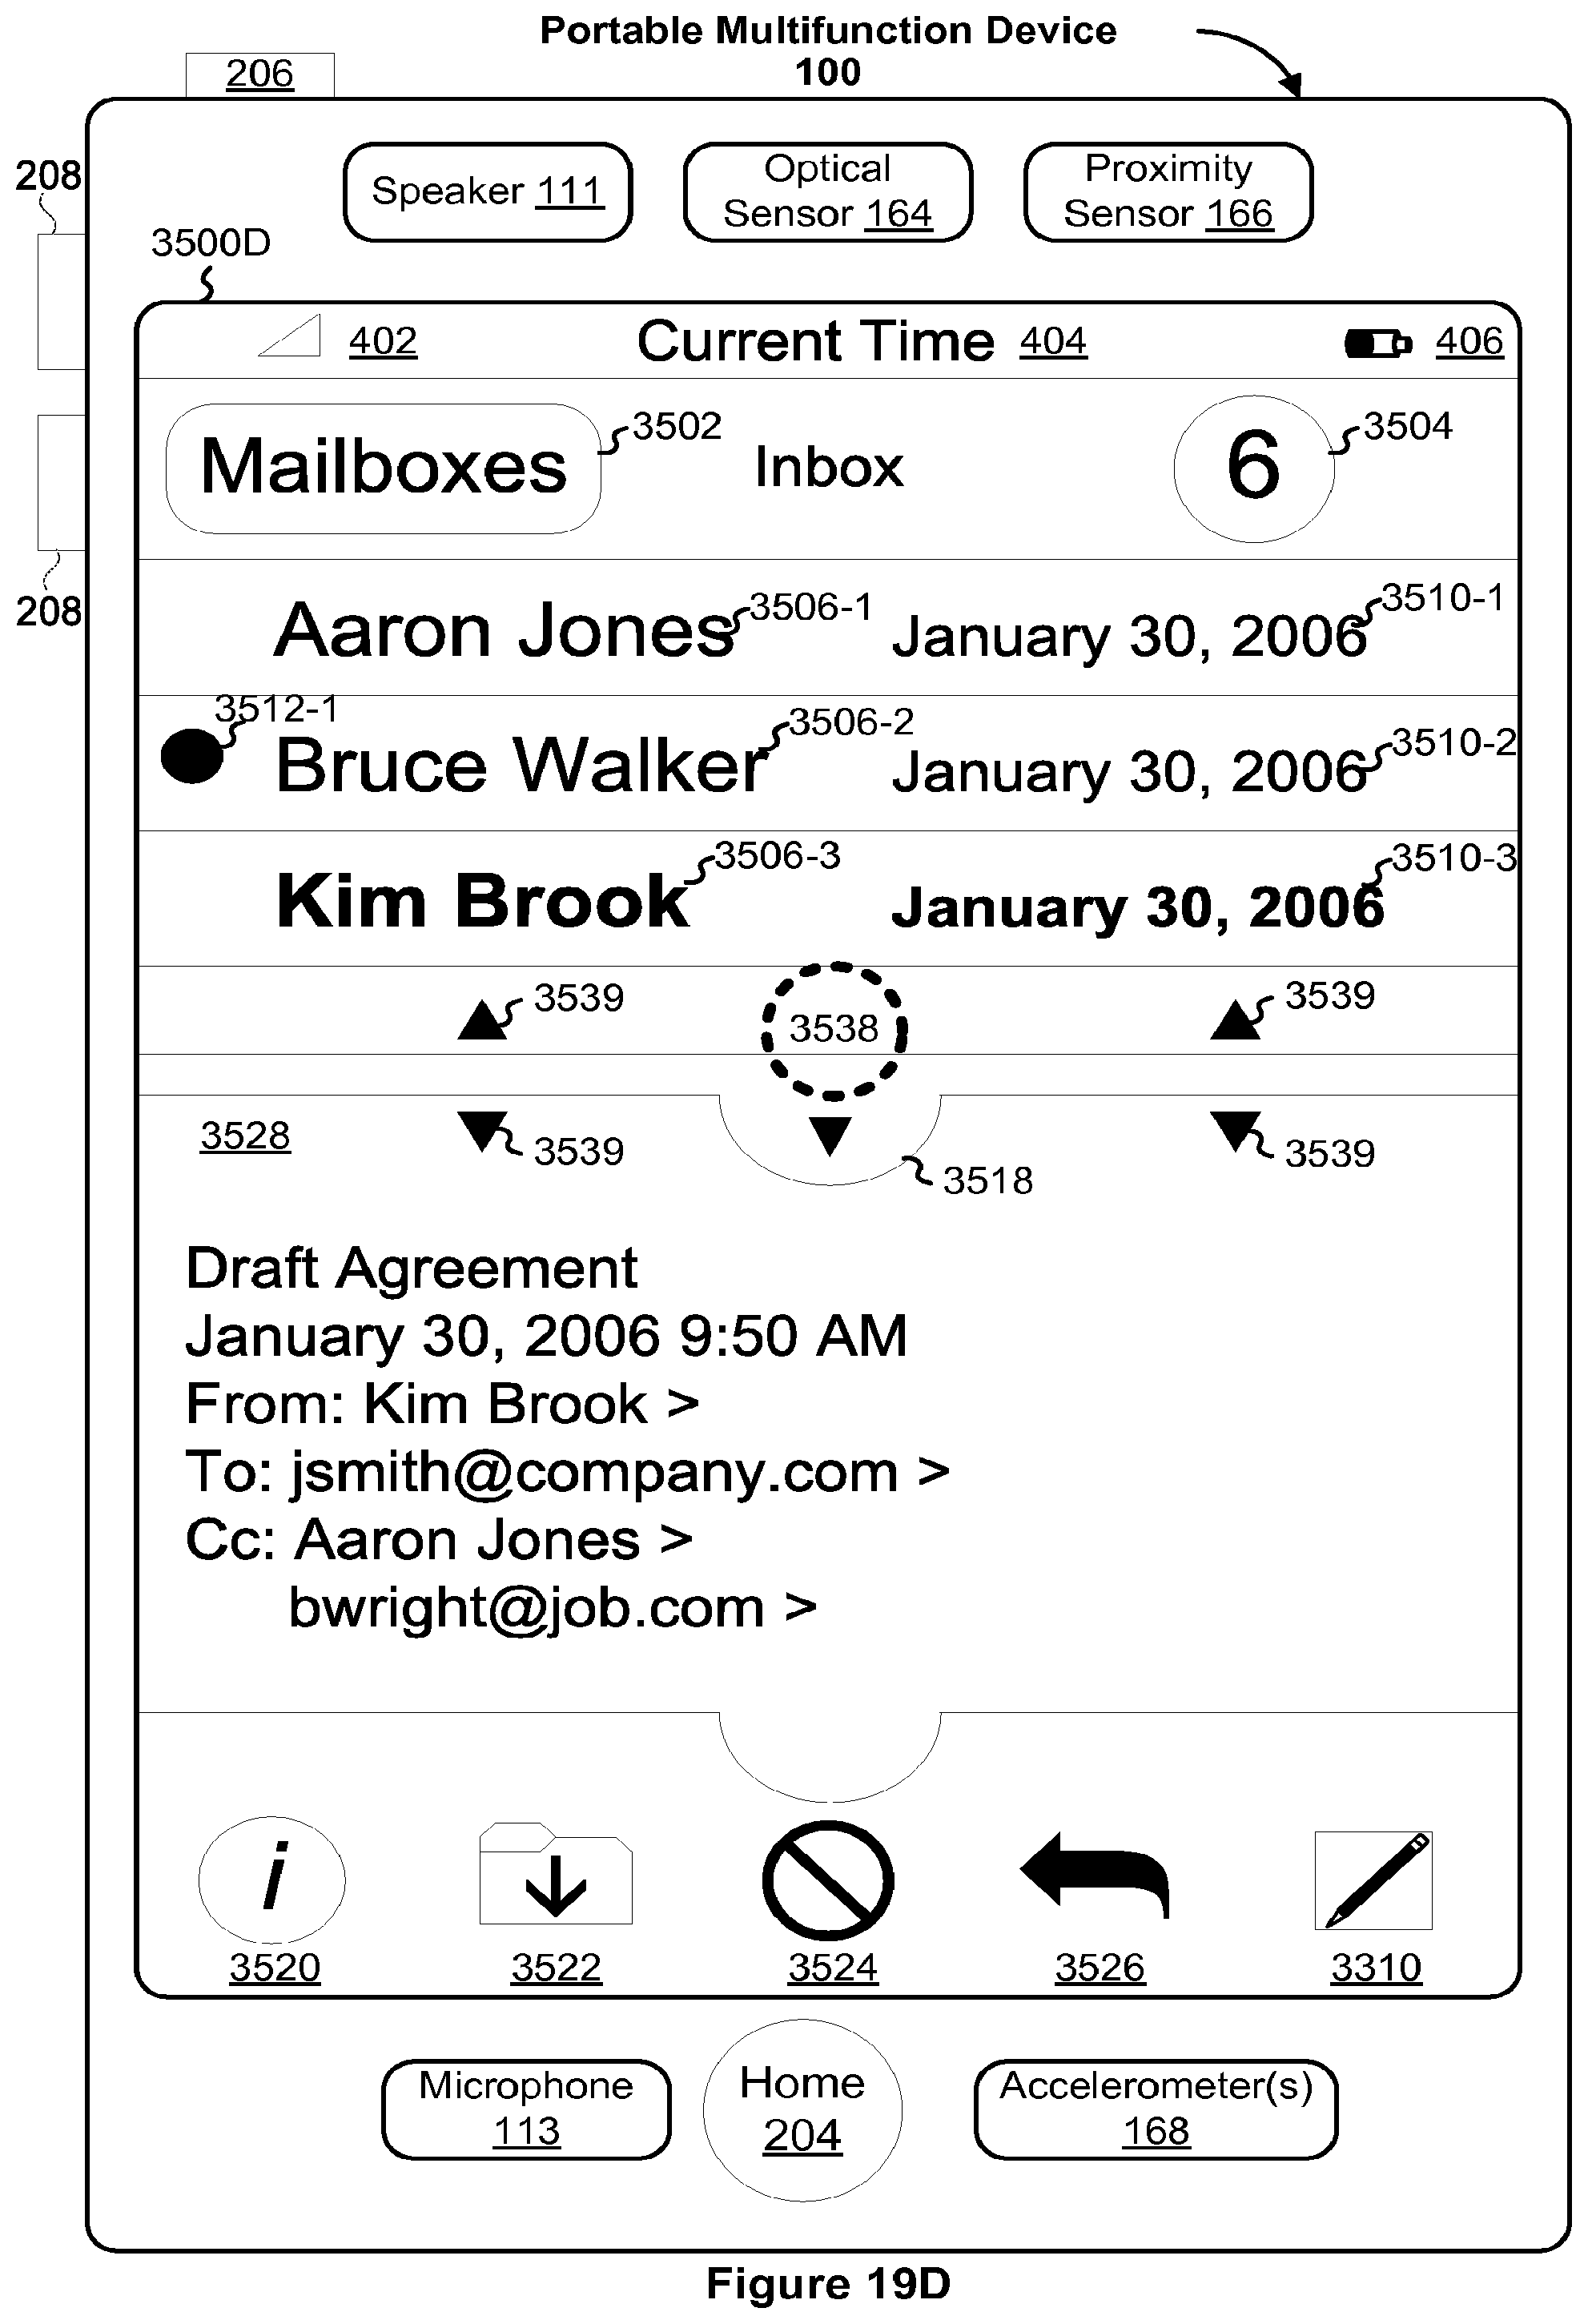 Portable Multifunction Device
100
206
208
Speaker 111
Optical
Sensor 164
Proximity
Sensor 166
3500D
402
Current Time 404
406
Mailboxes
3502
Inbox
6
3504
Aaron Jones
3506-1
January 30, 2006
3510-1
208
3512-1
Bruce Walker
3506-2
January 30, 2006
3510-2
Kim Brook
3506-3
January 30, 2006
3510-3
3539
3538
3539
3528
3539
3518
3539
Draft Agreement
January 30, 2006 9:50 AM
From: Kim Brook >
To: jsmith@company.com >
Cc: Aaron Jones >
bwright@job.com >
i
3520
3522
3524
3526
3310
Microphone
113
Home
204
Accelerometer(s)
168
Figure 19D